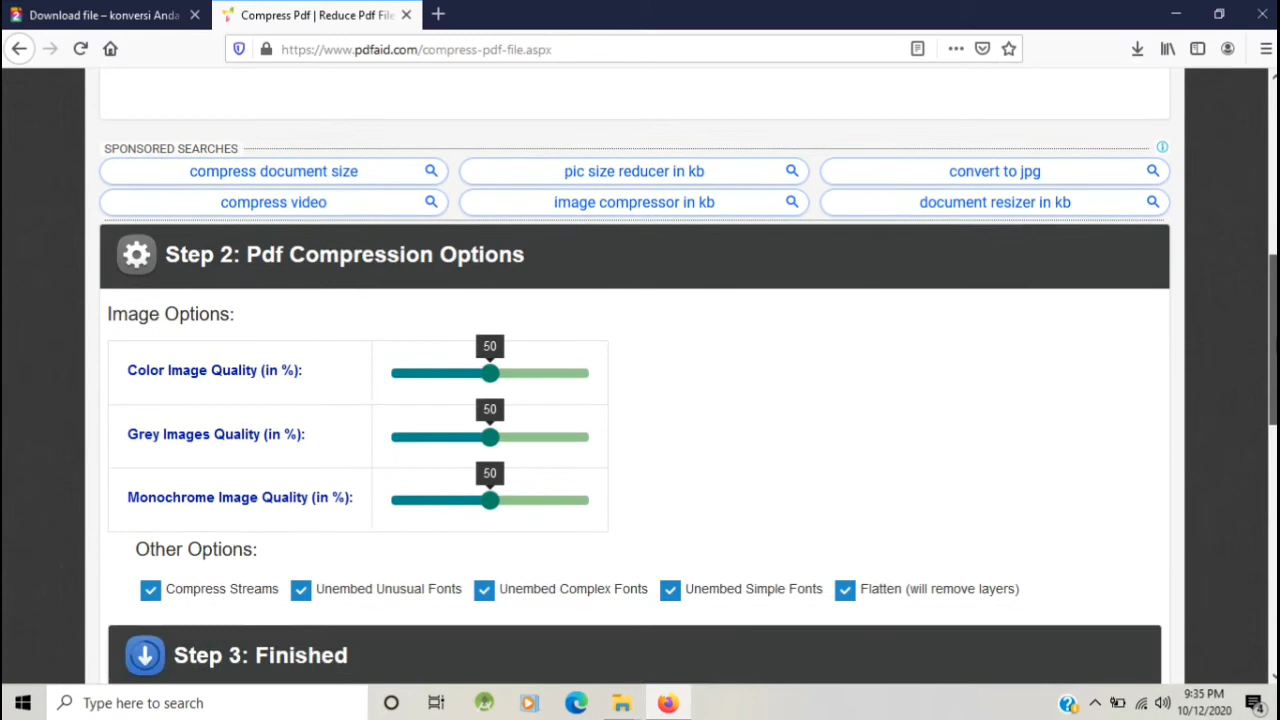 Download file – konversi Anda
Compress Pdf | Reduce Pdf File
https://www.pdfaid.com/compress-pdf-file.aspx
SPONSORED SEARCHES
compress document size
pic size reducer in kb
convert to jpg
compress video
image compressor in kb
document resizer in kb
Step 2: Pdf Compression Options
Image Options:
50
Color Image Quality (in %):
50
Grey Images Quality (in %):
50
Monochrome Image Quality (in %):
Other Options:
Compress Streams
Unembed Unusual Fonts
Unembed Complex Fonts
Unembed Simple Fonts
Flatten (will remove layers)
Step 3: Finished
Type here to search
9:35 PM
10/12/2020
4